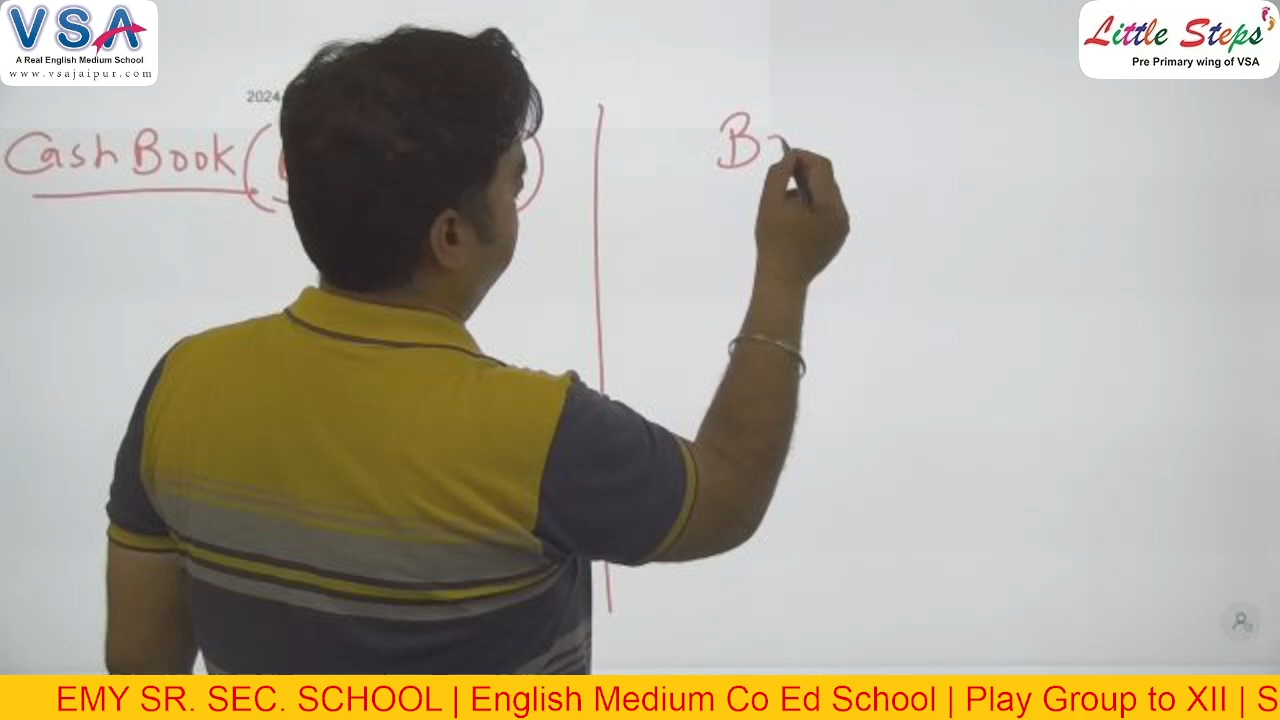 VSA
A Real English Medium School
www.vsajaipur.com
Little Steps
Pre Primary wing of VSA
2024
Cash Book (
)
B
EMY SR. SEC. SCHOOL | English Medium Co Ed School | Play Group to XII | S